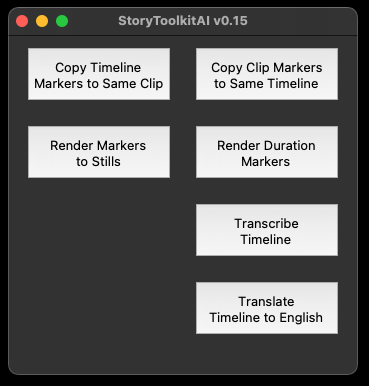 StoryToolkitAI v0.15
Copy Timeline
Markers to Same Clip
Copy Clip Markers
to Same Timeline
Render Markers
to Stills
Render Duration
Markers
Transcribe
Timeline
Translate
Timeline to English